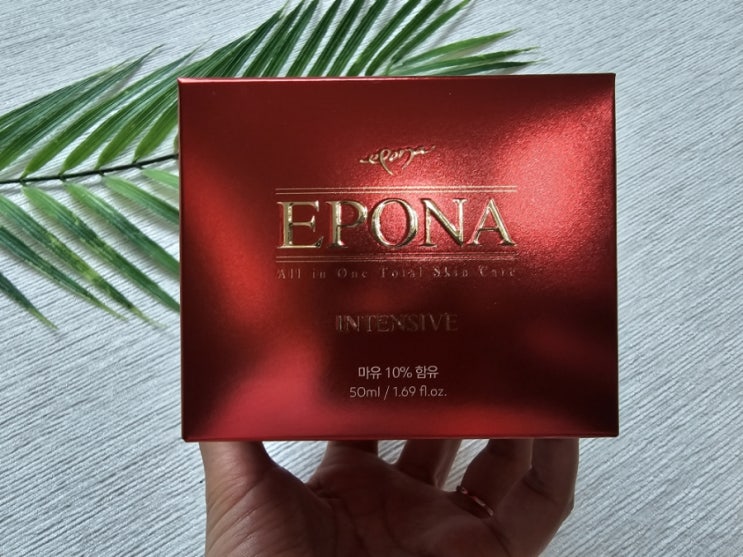 EPONA
All in One Total Skin Care
INTENSIVE
마유 10% 함유
50ml / 1.69 fl.oz.